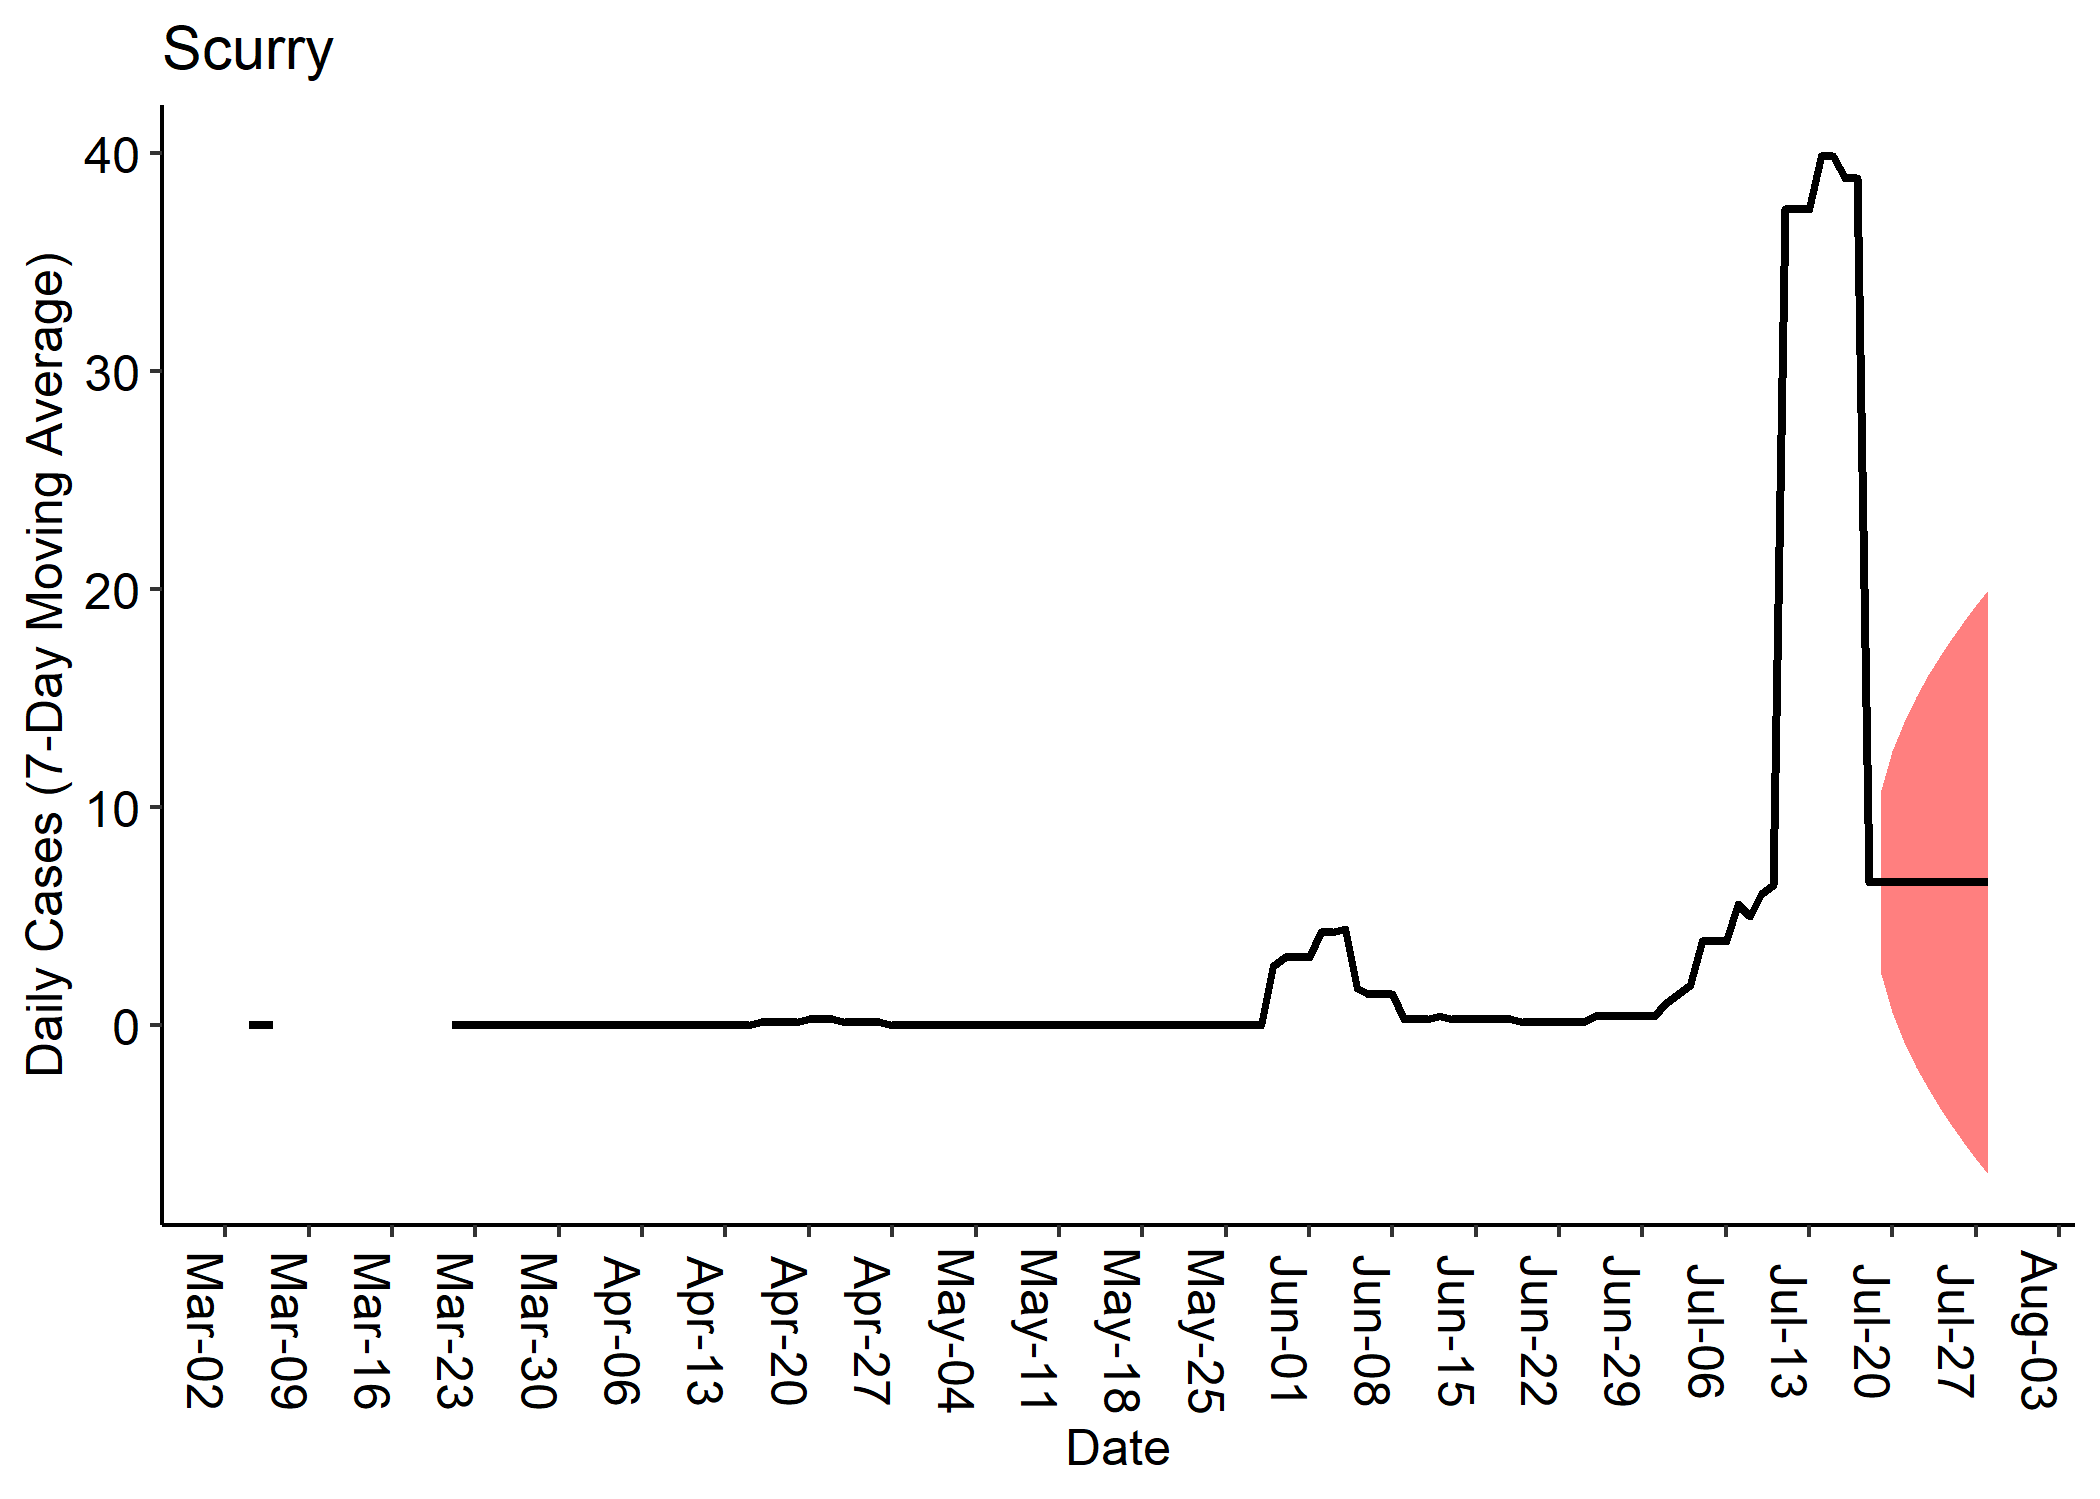 Scurry
Daily Cases (7-Day Moving Average)
40
30
20
10
0
Mar-02
Mar-09
Mar-16
Mar-23
Mar-30
Apr-06
Apr-13
Apr-20
Apr-27
May-04
May-11
May-18
May-25
Jun-01
Jun-08
Jun-15
Jun-22
Jun-29
Jul-06
Jul-13
Jul-20
Jul-27
Aug-03
Date